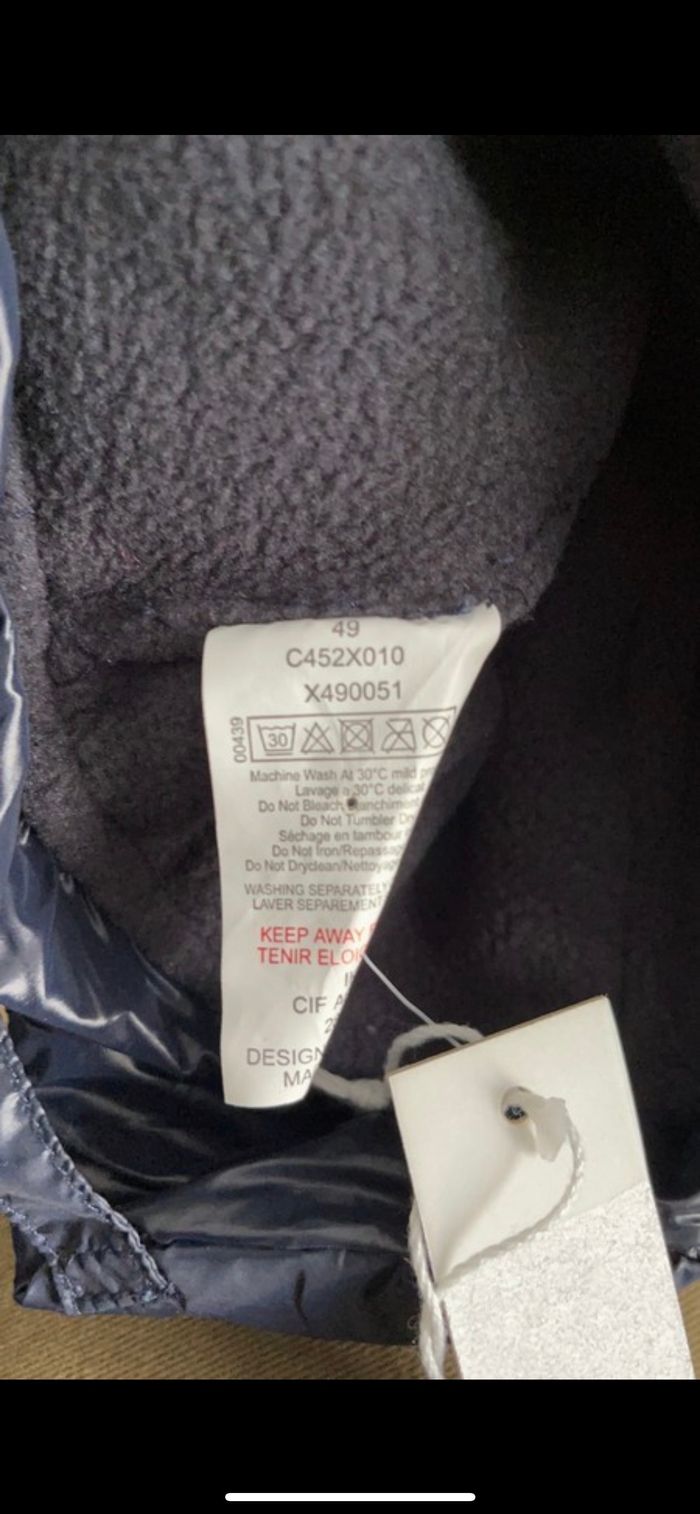 49
C452X010
X490051
00439
30
Machine Wash At 30°C mild
Lavage a 30°C delicat
Do Not Bleach
Do Not Tumbler
Séchage en tambour
Do Not Iron/Repassag
Do Not Dryclean/Nettoyag
WASHING SEPARATELY
LAVER SEPAREMENT
KEEP AWAY
TENIR
CIF
DESIGN
MA